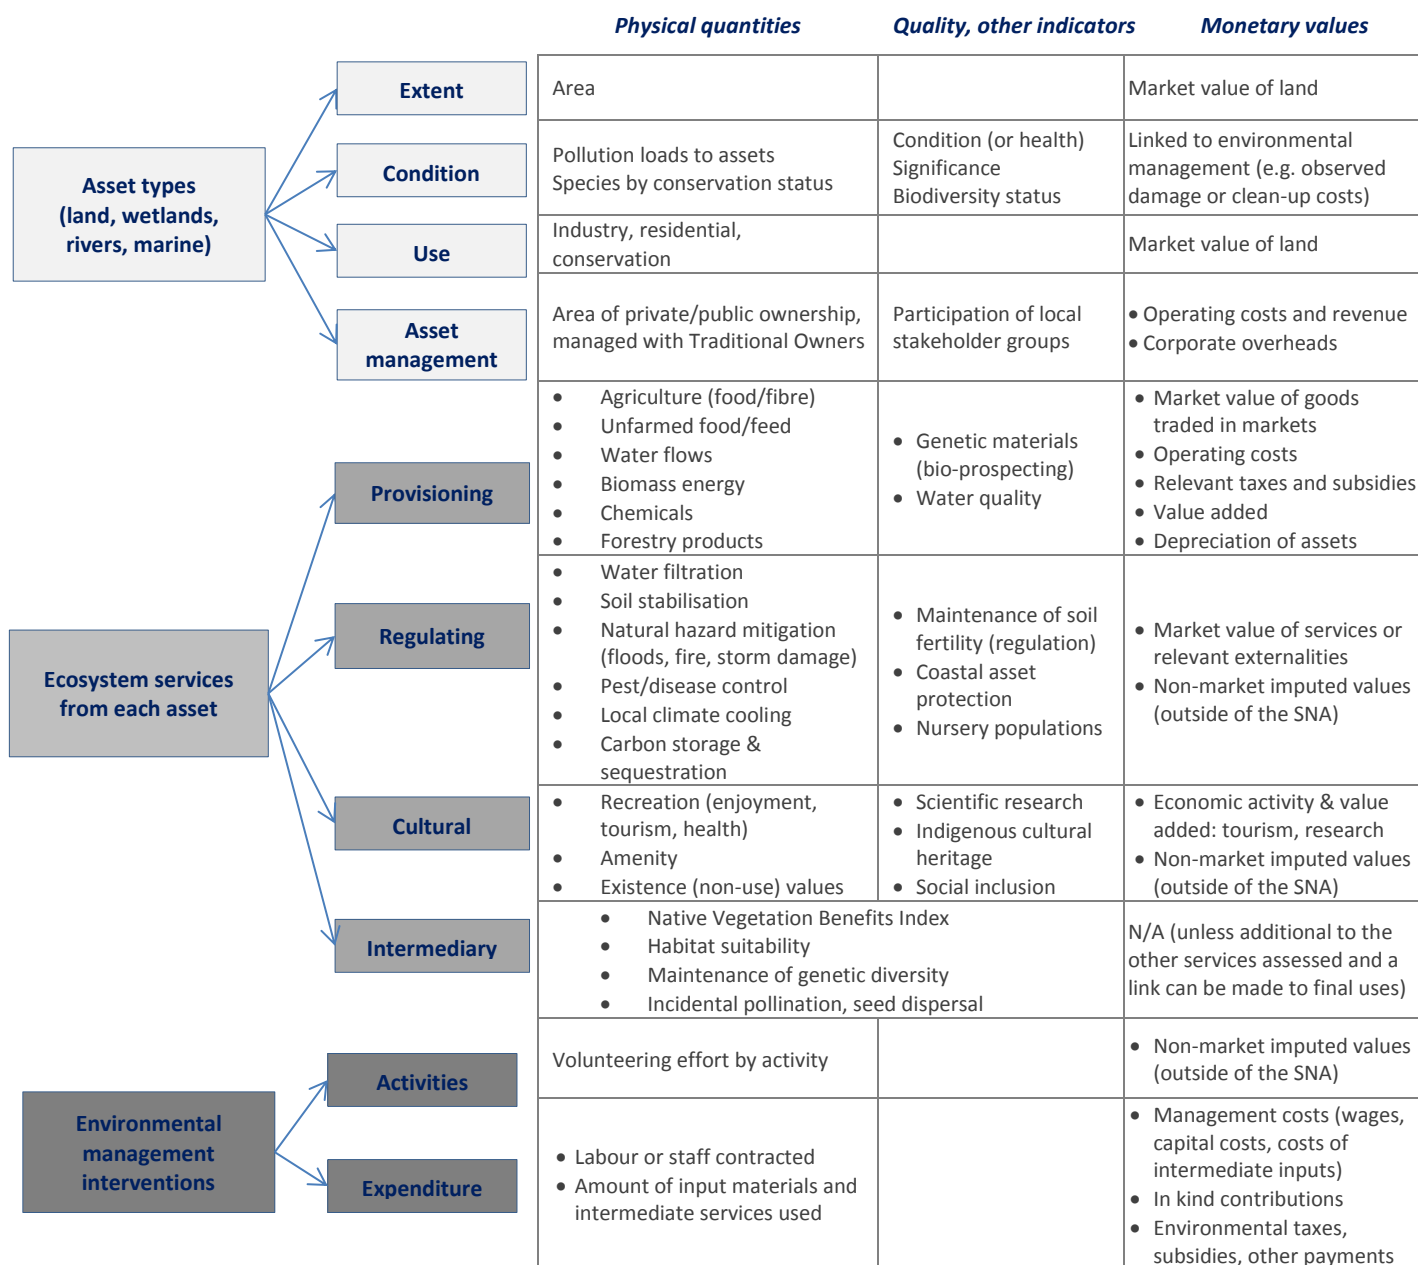 Physical quantities
Quality, other indicators
Monetary values
Asset types
(land, wetlands,
rivers, marine)
Extent
Area
Market value of land
Condition
Pollution loads to assets
Species by conservation status
Condition (or health)
Significance
Biodiversity status
Linked to environmental
management (e.g. observed
damage or clean-up costs)
Use
Industry, residential,
conservation
Market value of land
Asset
management
Area of private/public ownership,
managed with Traditional Owners
Participation of local
stakeholder groups
• Operating costs and revenue
• Corporate overheads
Ecosystem services
from each asset
Provisioning
• Agriculture (food/fibre)
• Unfarmed food/feed
• Water flows
• Biomass energy
• Chemicals
• Forestry products
• Genetic materials
(bio-prospecting)
• Water quality
• Market value of goods
traded in markets
• Operating costs
• Relevant taxes and subsidies
• Value added
• Depreciation of assets
Regulating
• Water filtration
• Soil stabilisation
• Natural hazard mitigation
(floods, fire, storm damage)
• Pest/disease control
• Local climate cooling
• Carbon storage &
sequestration
• Maintenance of soil
fertility (regulation)
• Coastal asset
protection
• Nursery populations
• Market value of services or
relevant externalities
• Non-market imputed values
(outside of the SNA)
Cultural
• Recreation (enjoyment,
tourism, health)
• Amenity
• Existence (non-use) values
• Scientific research
• Indigenous cultural
heritage
• Social inclusion
• Economic activity & value
added: tourism, research
• Non-market imputed values
(outside of the SNA)
Intermediary
• Native Vegetation Benefits Index
• Habitat suitability
• Maintenance of genetic diversity
• Incidental pollination, seed dispersal
N/A (unless additional to the
other services assessed and a
link can be made to final uses)
Environmental
management
interventions
Activities
Volunteering effort by activity
• Non-market imputed values
(outside of the SNA)
Expenditure
• Labour or staff contracted
• Amount of input materials and
intermediate services used
• Management costs (wages,
capital costs, costs of
intermediate inputs)
• In kind contributions
• Environmental taxes,
subsidies, other payments